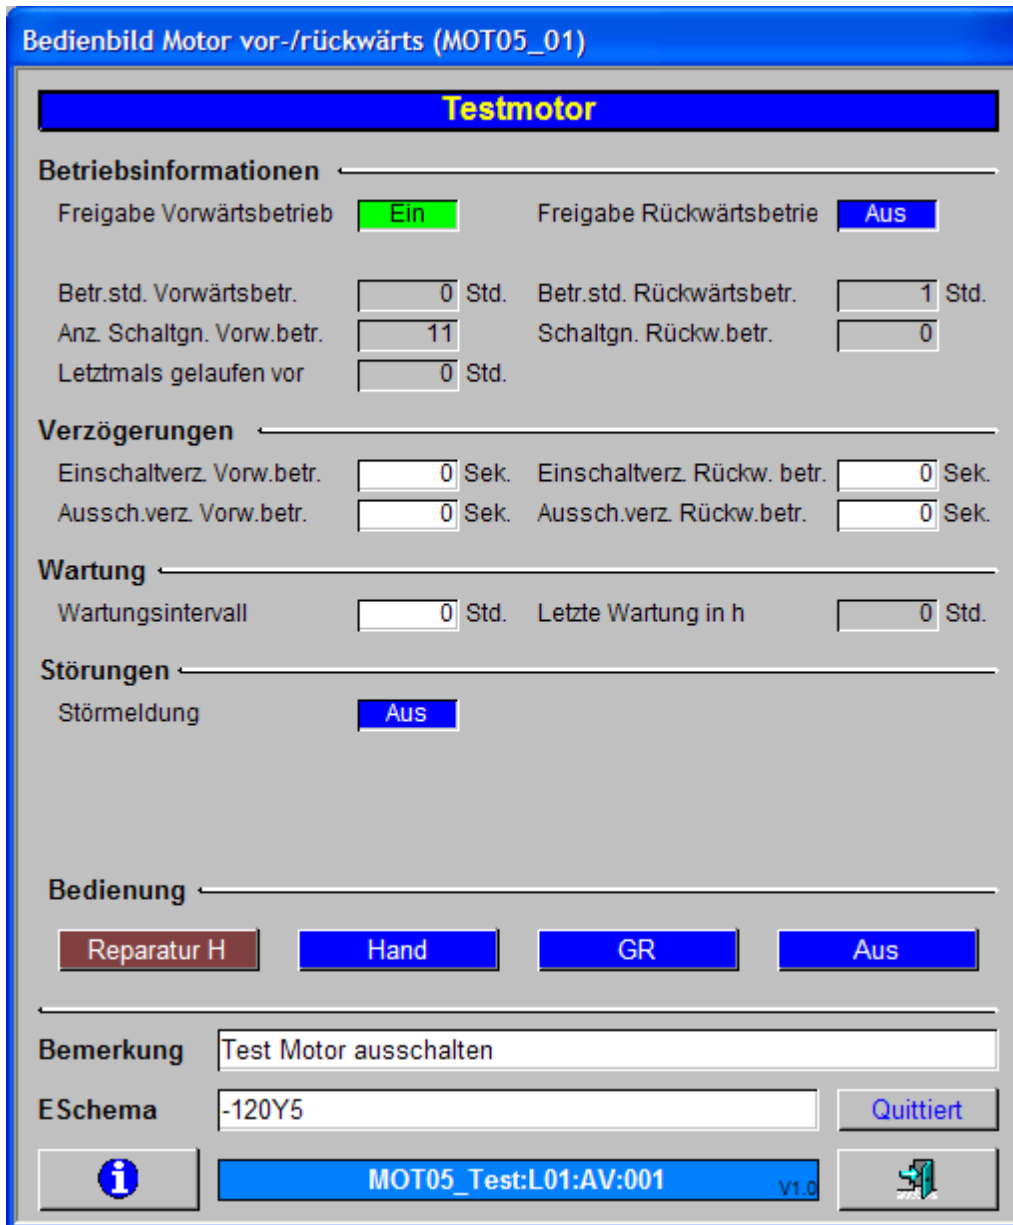 Bedienbild Motor vor-/rückwärts (MOT05_01)
Testmotor
Betriebsinformationen
Freigabe Vorwärtsbetrieb Ein Freigabe Rückwärtsbetrie Aus
Betr.std. Vorwärtsbetr. 0 Std. Betr.std. Rückwärtsbetr. 1 Std.
Anz. Schaltgn. Vorw.betr. 11 Schaltgn. Rückw.betr. 0
Letztmals gelaufen vor 0 Std.
Verzögerungen
Einschaltverz. Vorw.betr. 0 Sek. Einschaltverz. Rückw. betr. 0 Sek.
Aussch.verz. Vorw.betr. 0 Sek. Aussch.verz. Rückw.betr. 0 Sek.
Wartung
Wartungsintervall 0 Std. Letzte Wartung in h 0 Std.
Störungen
Störmeldung Aus
Bedienung
Reparatur H Hand GR Aus
Bemerkung Test Motor ausschalten
ESchema -120Y5 Quittiert
MOT05_Test:L01:AV:001 V1.0